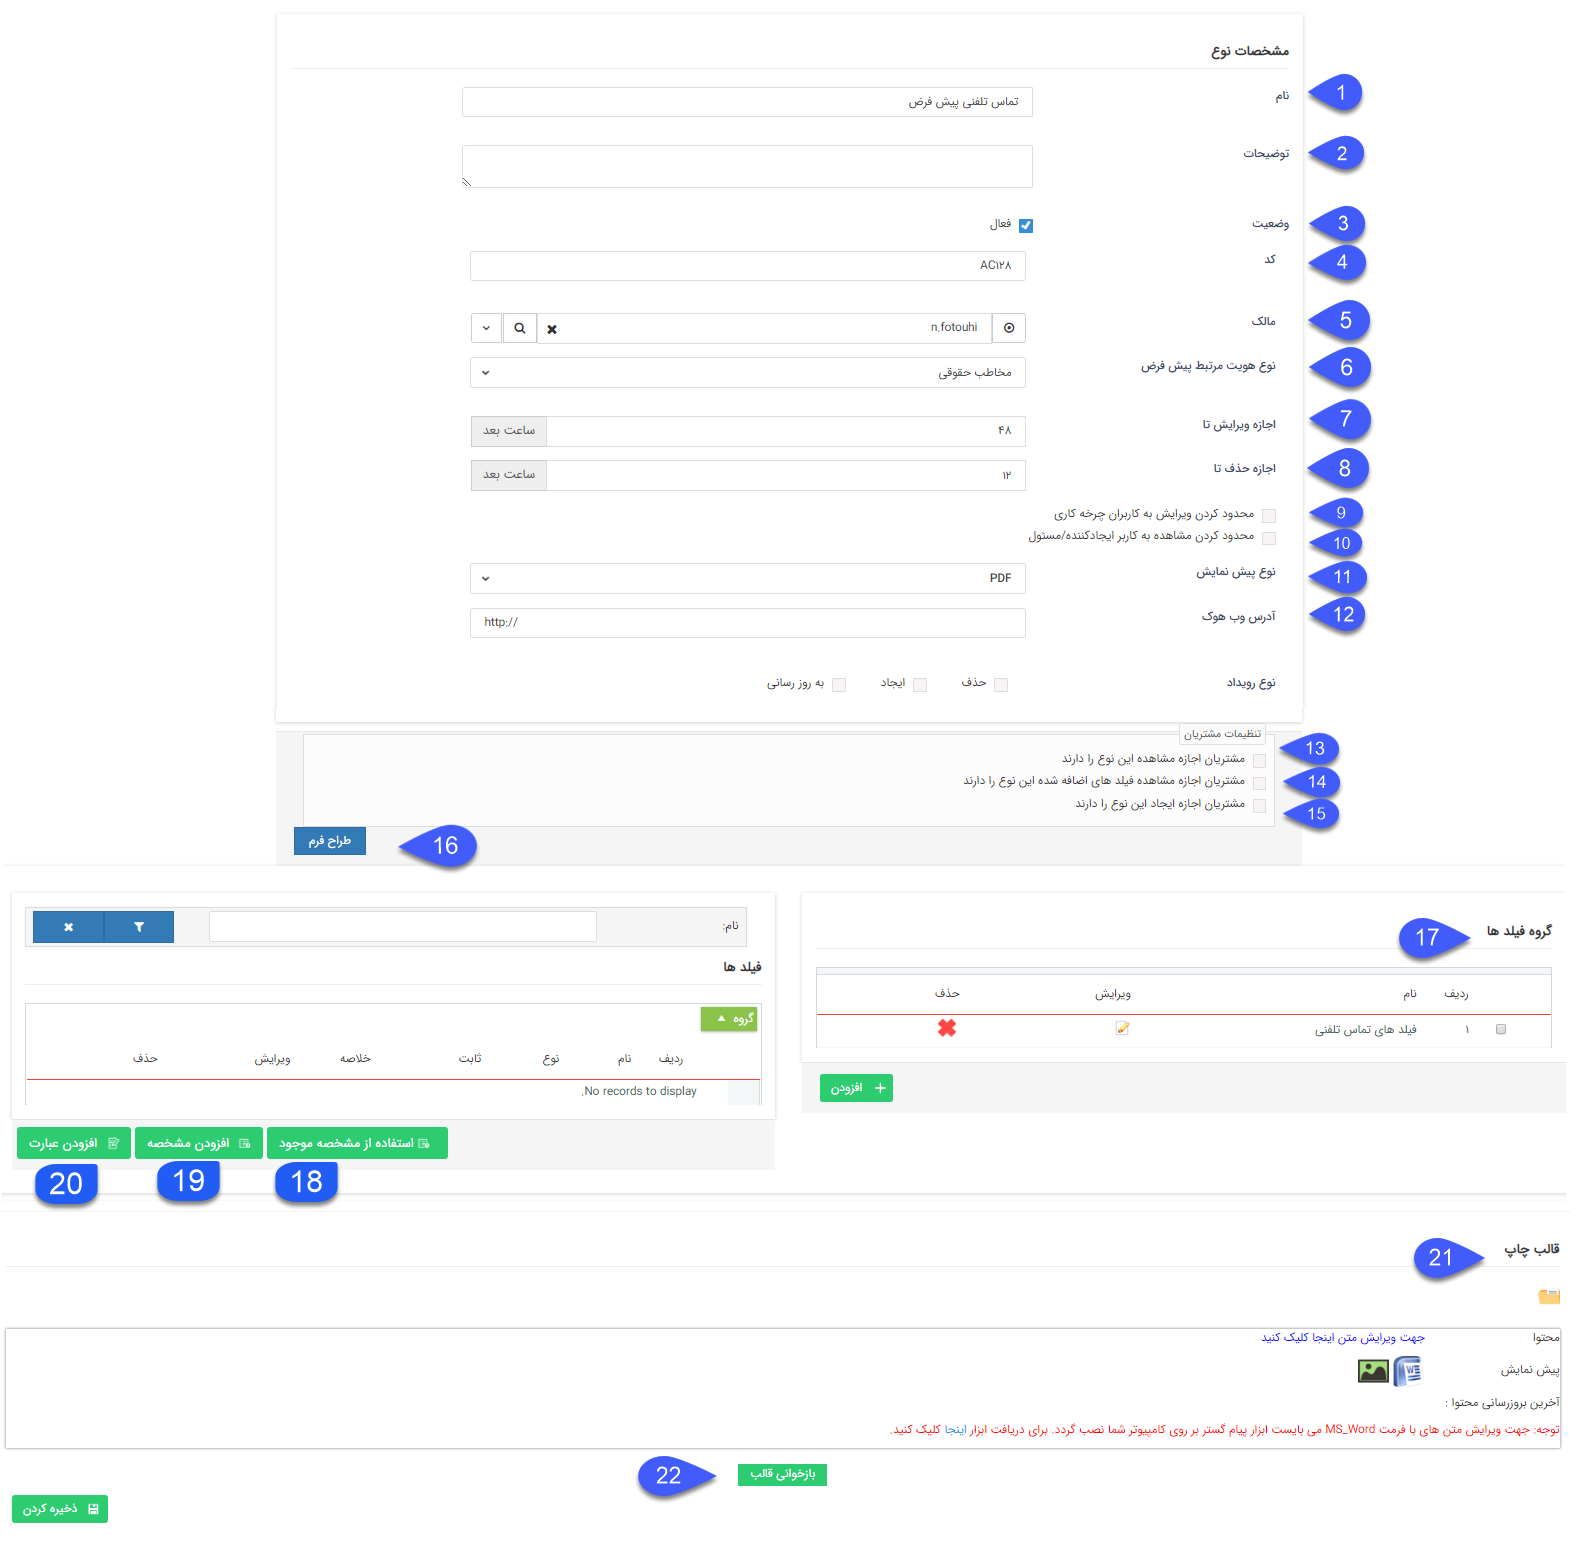 مشخصات نوع
نام
تماس تلفنی پیش فرض
1
توضیحات
2
وضعیت
فعال
3
کد
AC۱۲۸
4
مالک
n.fotouhi
5
نوع هویت مرتبط پیش فرض
مخاطب حقوقی
6
اجازه ویرایش تا
۴۸
ساعت بعد
7
اجازه حذف تا
۱۲
ساعت بعد
8
محدود کردن ویرایش به کاربران چرخه کاری
9
محدود کردن مشاهده به کاربر ایجادکننده/مسئول
10
نوع پیش نمایش
PDF
11
آدرس وب هوک
http://
12
نوع رویداد
حذف
ایجاد
به روز رسانی
تنظیمات مشتریان
13
مشتریان اجازه مشاهده این نوع را دارند
14
مشتریان اجازه مشاهده فیلد های اضافه شده این نوع را دارند
15
مشتریان اجازه ایجاد این نوع را دارند
طراح فرم
16
گروه فیلد ها
17
ردیف
نام
ویرایش
حذف
۱
فیلد های تماس تلفنی
افزودن
نام:
فیلد ها
گروه
ردیف
نام
نوع
ثابت
خلاصه
ویرایش
حذف
No records to display.
استفاده از مشخصه موجود
افزودن مشخصه
افزودن عبارت
18
19
20
قالب چاپ
21
محتوا
جهت ویرایش متن اینجا کلیک کنید
پیش نمایش
آخرین بروزرسانی محتوا :
توجه: جهت ویرایش متن های با فرمت MS_Word می بایست ابزار پیام گستر بر روی کامپیوتر شما نصب گردد. برای دریافت ابزار اینجا کلیک کنید.
بازخوانی قالب
22
ذخیره کردن